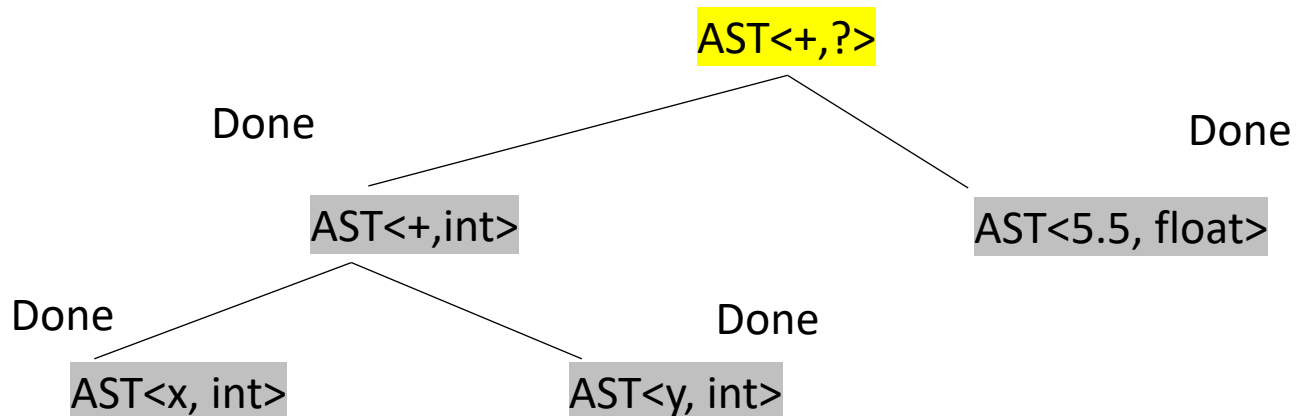 AST<+,?>
Done
Done
AST<+,int>
AST<5.5, float>
Done
Done
AST<x, int>
AST<y, int>